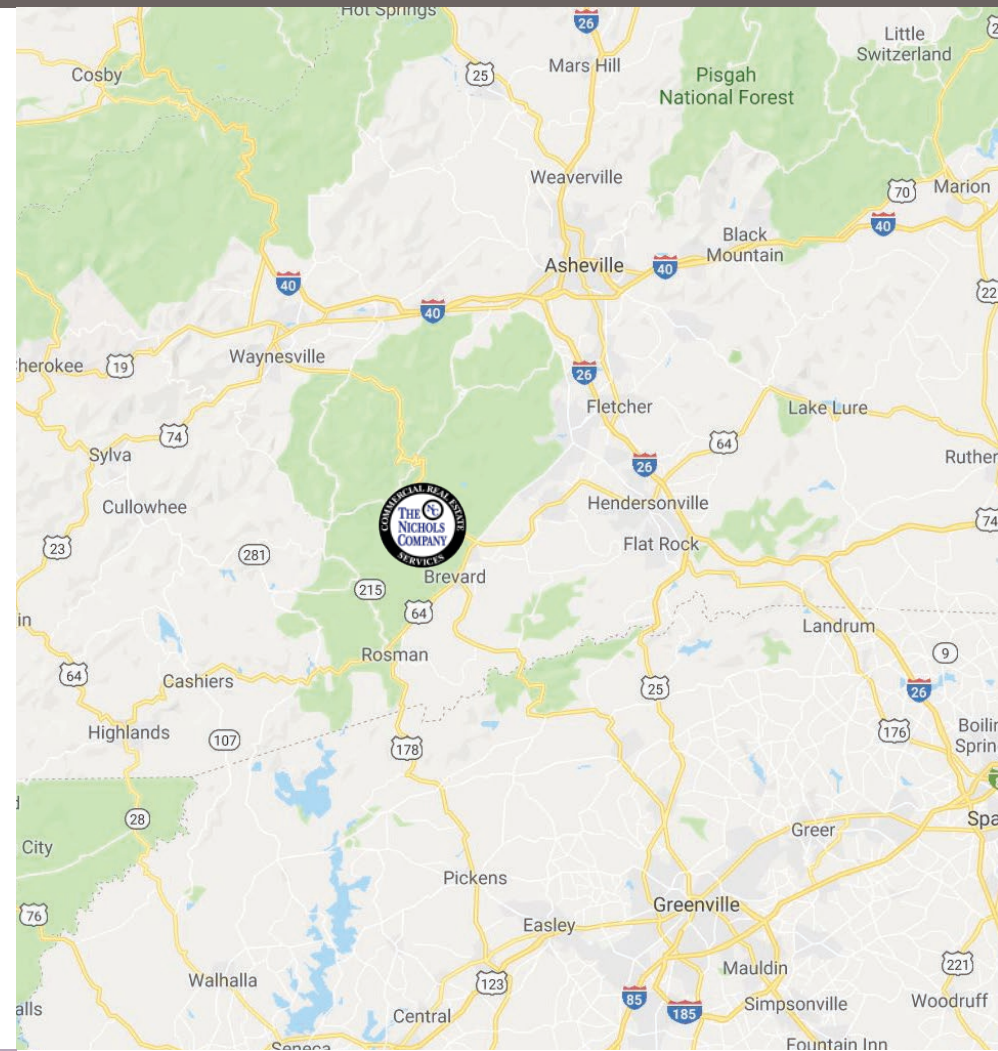 Hot Springs
26
Little
Switzerland
Mars Hill
Cosby
25
Pisgah
National Forest
Weaverville
70
Marion
40
Black
Mountain
Asheville
40
40
22
40
Waynesville
herokee
19
26
Fletcher
Lake Lure
74
64
Sylva
26
Ruther
COMMERCIAL REAL ESTATE
NC
THE
NICHOLS
COMPANY
SERVICES
Cullowhee
Hendersonville
74
23
281
Flat Rock
Brevard
215
64
in
Landrum
Rosman
9
64
Cashiers
25
26
Highlands
107
178
176
Boilin
Sprin
28
Spa
Greer
City
Pickens
Greenville
76
Easley
Mauldin
221
Walhalla
123
85
185
Simpsonville
Woodruff
alls
Central
Seneca
Fountain Inn